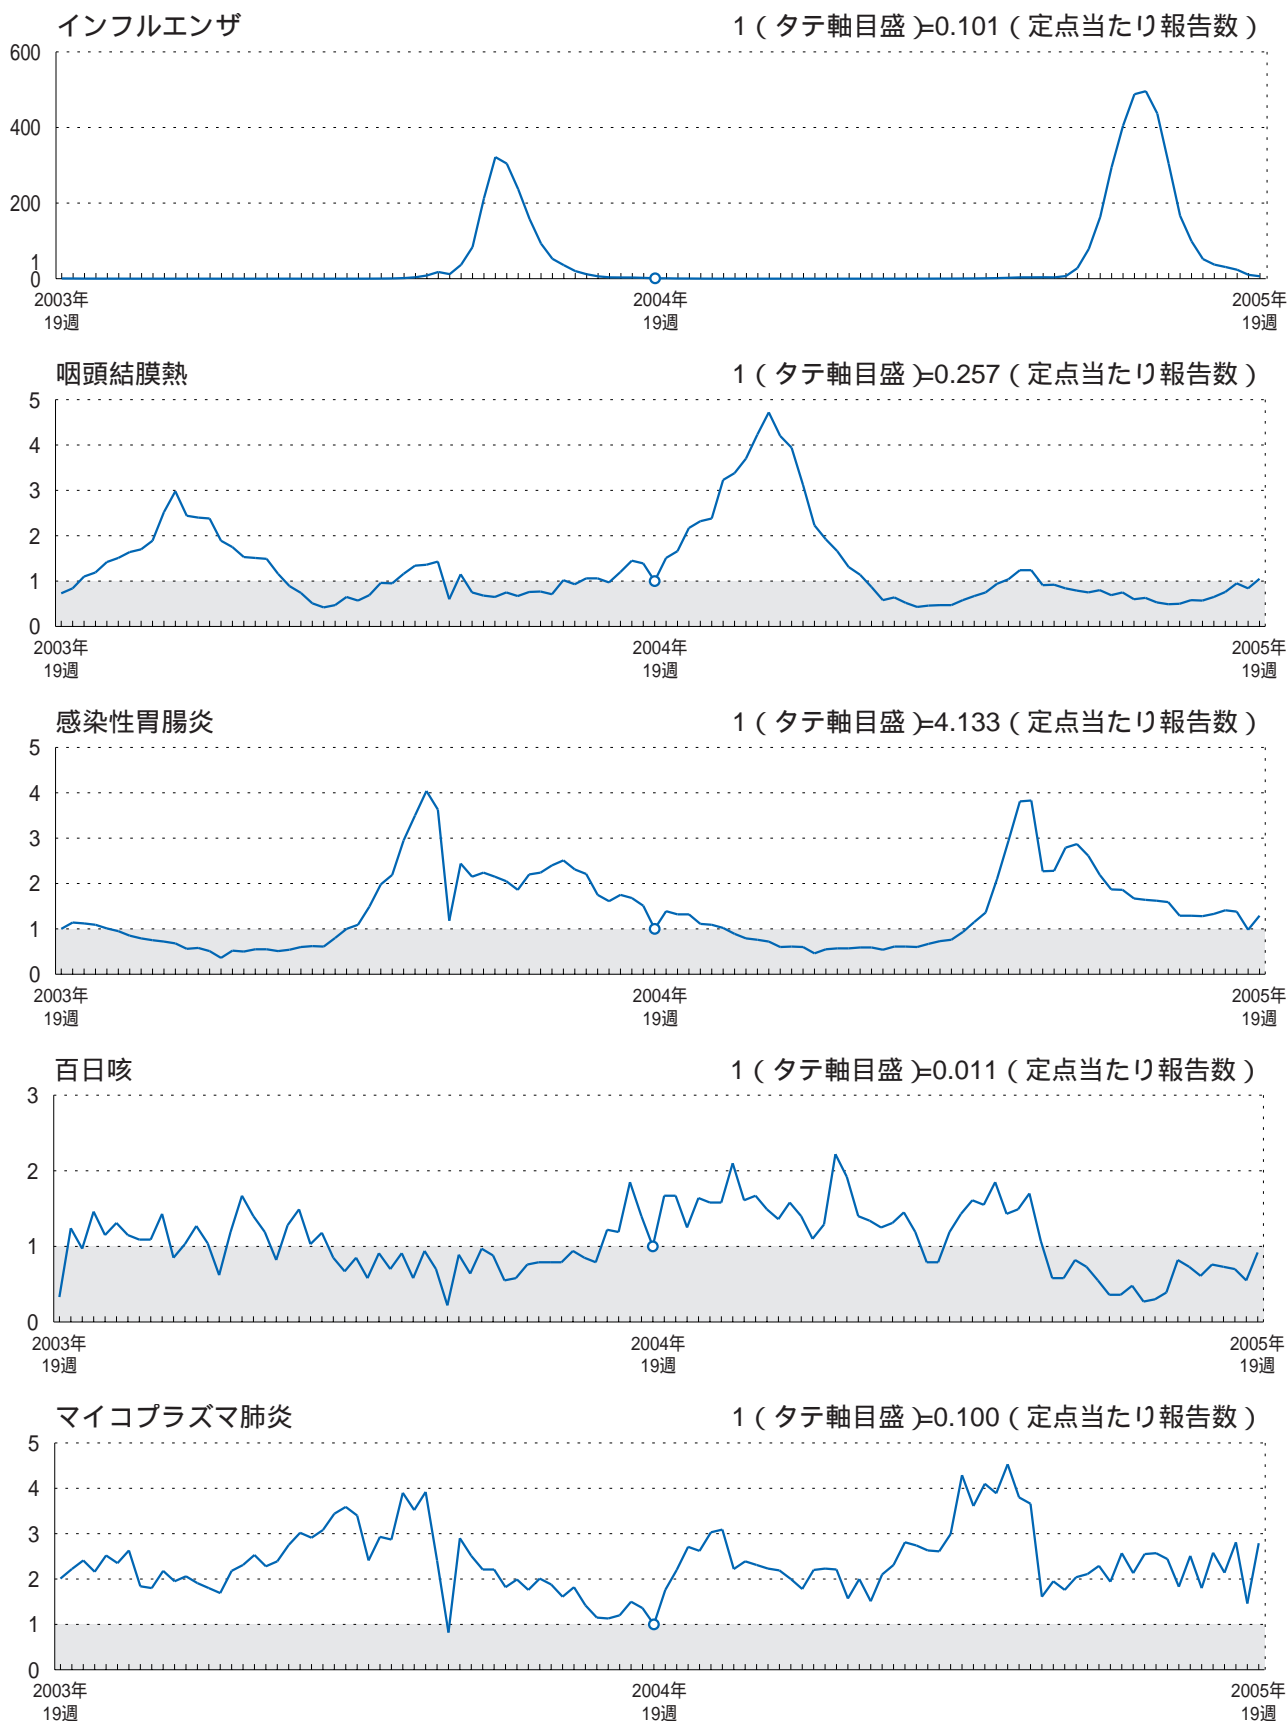 インフルエンザ 1（タテ軸目盛）=0.101（定点当たり報告数）
600
400
200
1
0
2003年 2004年 2005年
19週 19週 19週
咽頭結膜熱 1（タテ軸目盛）=0.257（定点当たり報告数）
5
4
3
2
1
0
2003年 2004年 2005年
19週 19週 19週
感染性胃腸炎 1（タテ軸目盛）=4.133（定点当たり報告数）
5
4
3
2
1
0
2003年 2004年 2005年
19週 19週 19週
百日咳 1（タテ軸目盛）=0.011（定点当たり報告数）
3
2
1
0
2003年 2004年 2005年
19週 19週 19週
マイコプラズマ肺炎 1（タテ軸目盛）=0.100（定点当たり報告数）
5
4
3
2
1
0
2003年 2004年 2005年
19週 19週 19週